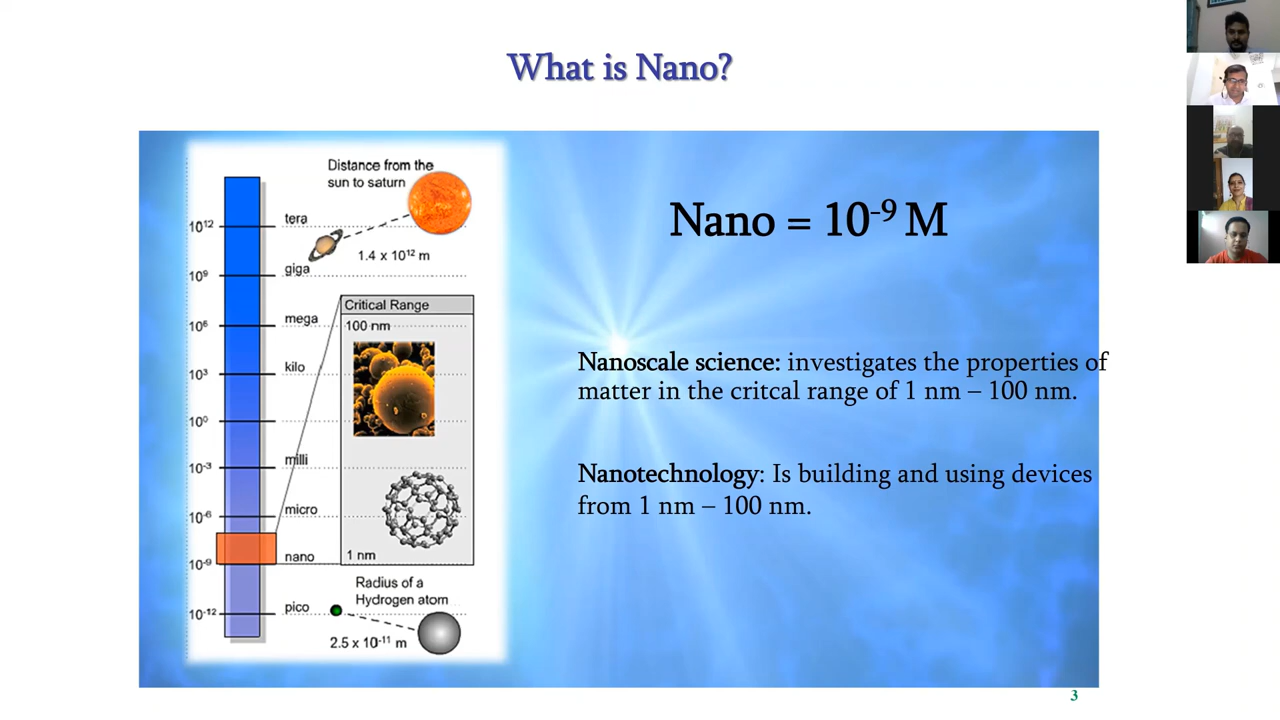 What is Nano?
Distance from the
sun to saturn
10¹² tera
1.4 x 10¹² m
10⁹ giga
10⁶ mega
10³ kilo
10⁰
10⁻³ milli
10⁻⁶ micro
10⁻⁹ nano
10⁻¹² pico
Critical Range
100 nm
1 nm
Radius of a
Hydrogen atom
2.5 x 10⁻¹¹ m
Nano = 10⁻⁹ M
Nanoscale science: investigates the properties of
matter in the critcal range of 1 nm – 100 nm.
Nanotechnology: Is building and using devices
from 1 nm – 100 nm.
3